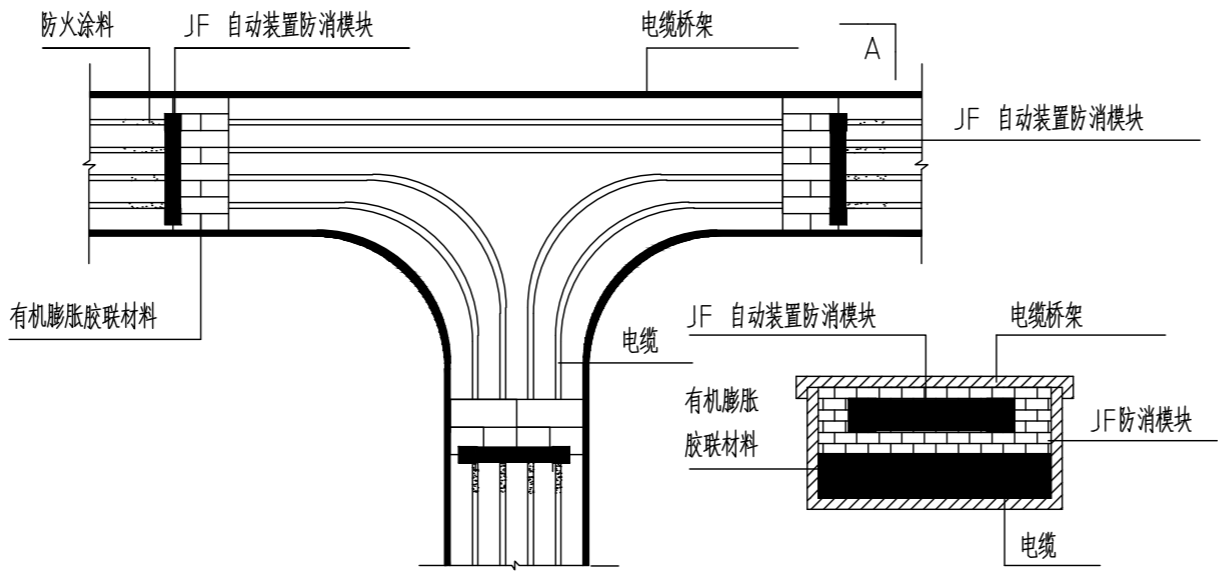 防火涂料
JF 自动装置防消模块
电缆桥架
A
JF 自动装置防消模块
有机膨胀胶联材料
电缆
JF 自动装置防消模块
电缆桥架
有机膨胀
胶联材料
JF防消模块
电缆